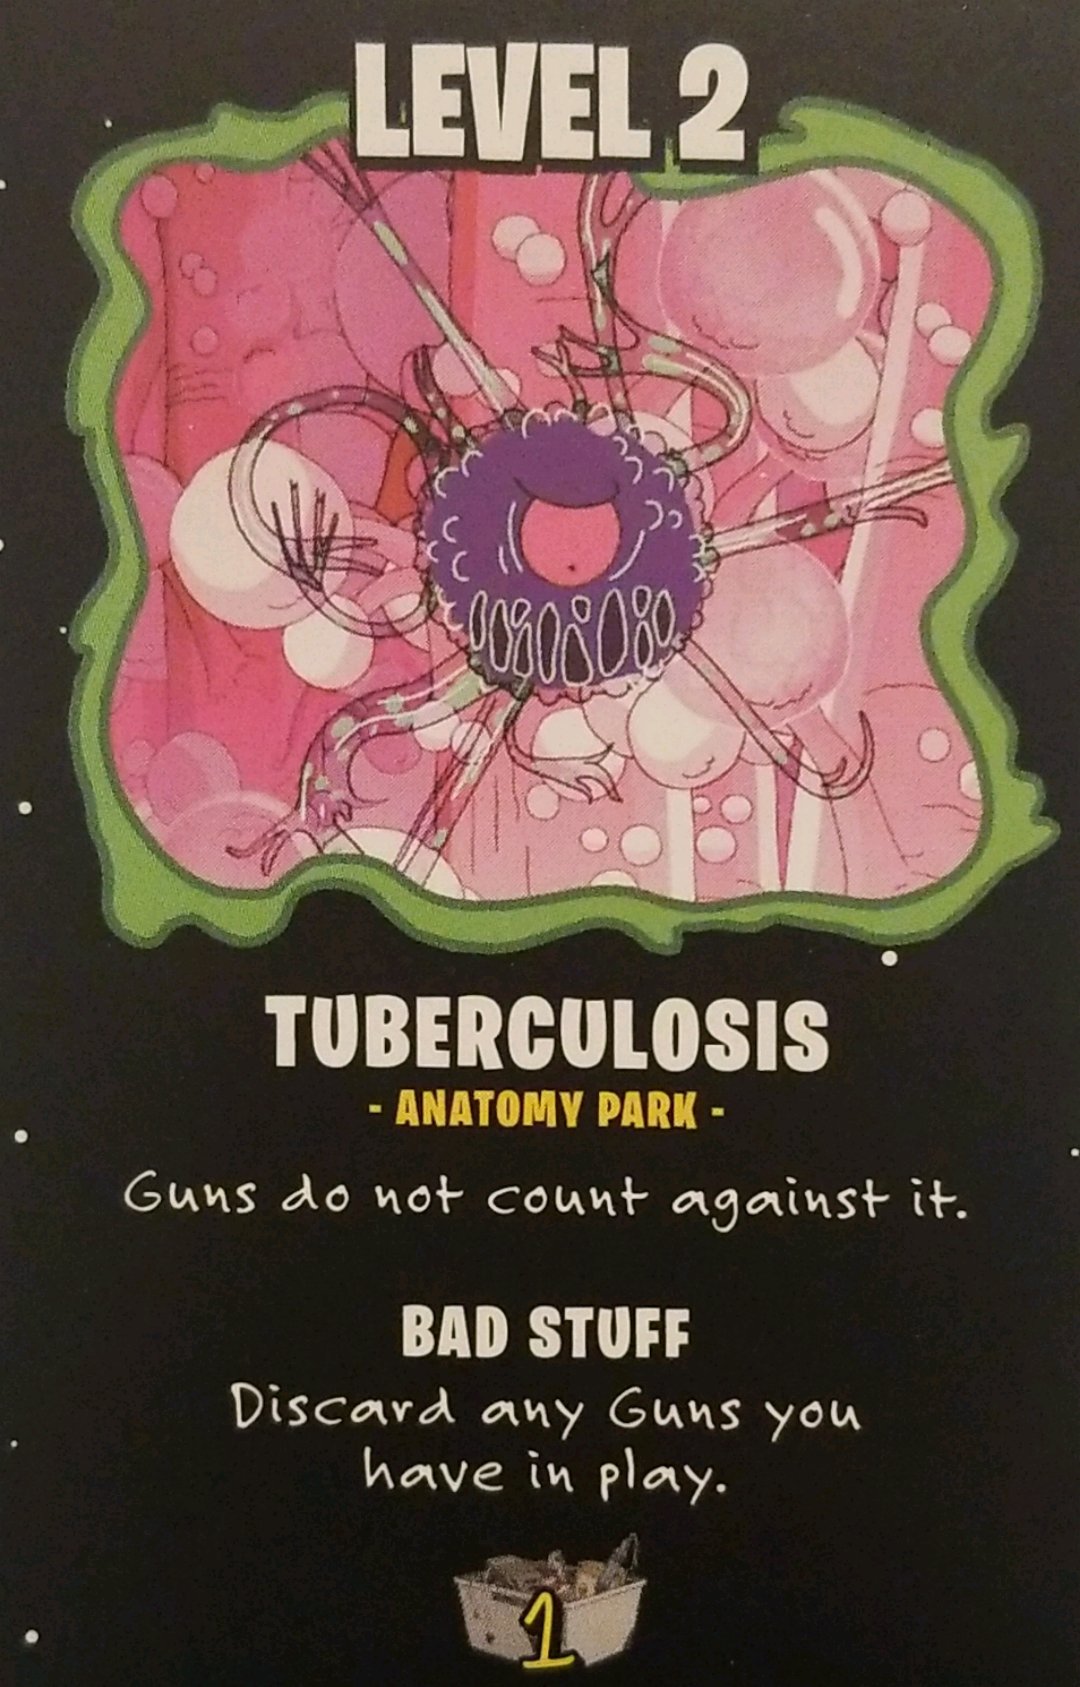 LEVEL 2
TUBERCULOSIS
- ANATOMY PARK -
Guns do not count against it.
BAD STUFF
Discard any Guns you
have in play.
1